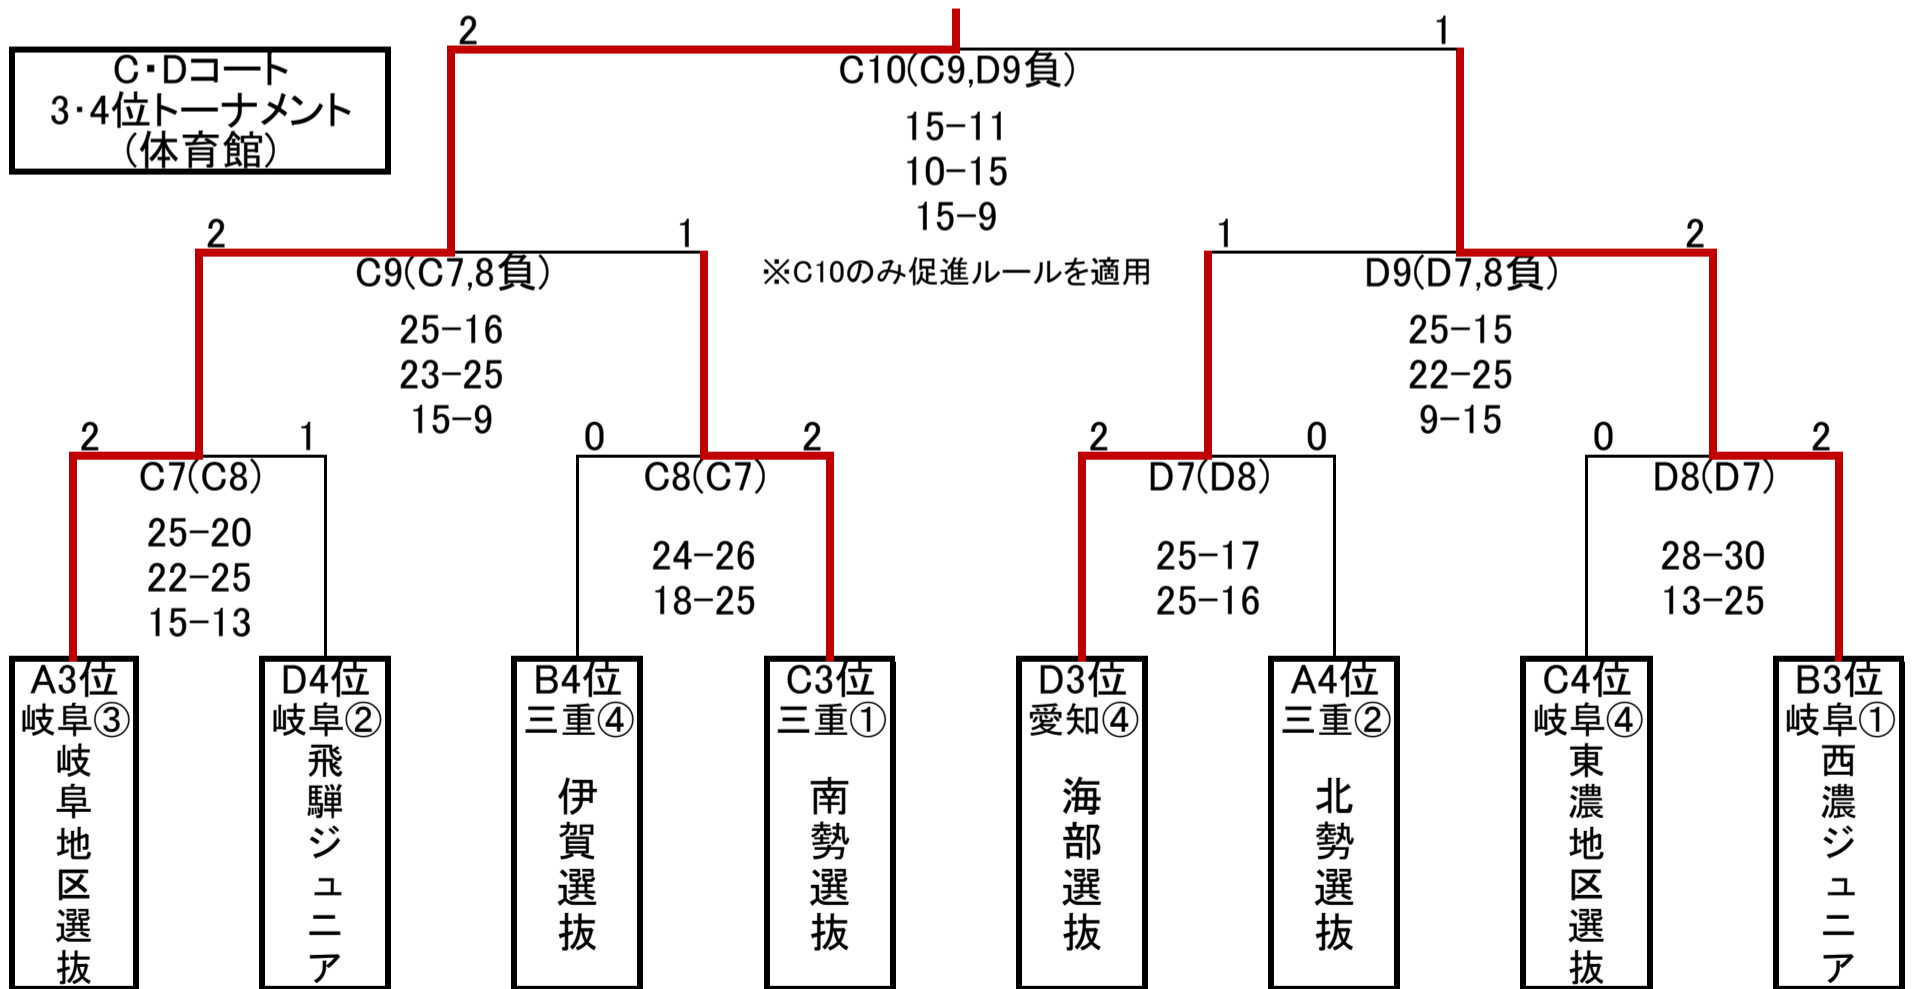 C・Dコート
3・4位トーナメント
(体育館)
2
1
C10(C9,D9負)
15-11
10-15
15-9
※C10のみ促進ルールを適用
2
1
C9(C7,8負)
25-16
23-25
15-9
1
2
D9(D7,8負)
25-15
22-25
9-15
2
1
C7(C8)
25-20
22-25
15-13
0
2
C8(C7)
24-26
18-25
2
0
D7(D8)
25-17
25-16
0
2
D8(D7)
28-30
13-25
A3位
岐阜③
岐阜地区選抜
D4位
岐阜②
飛騨ジュニア
B4位
三重④
伊賀選抜
C3位
三重①
南勢選抜
D3位
愛知④
海部選抜
A4位
三重②
北勢選抜
C4位
岐阜④
東濃地区選抜
B3位
岐阜①
西濃ジュニア